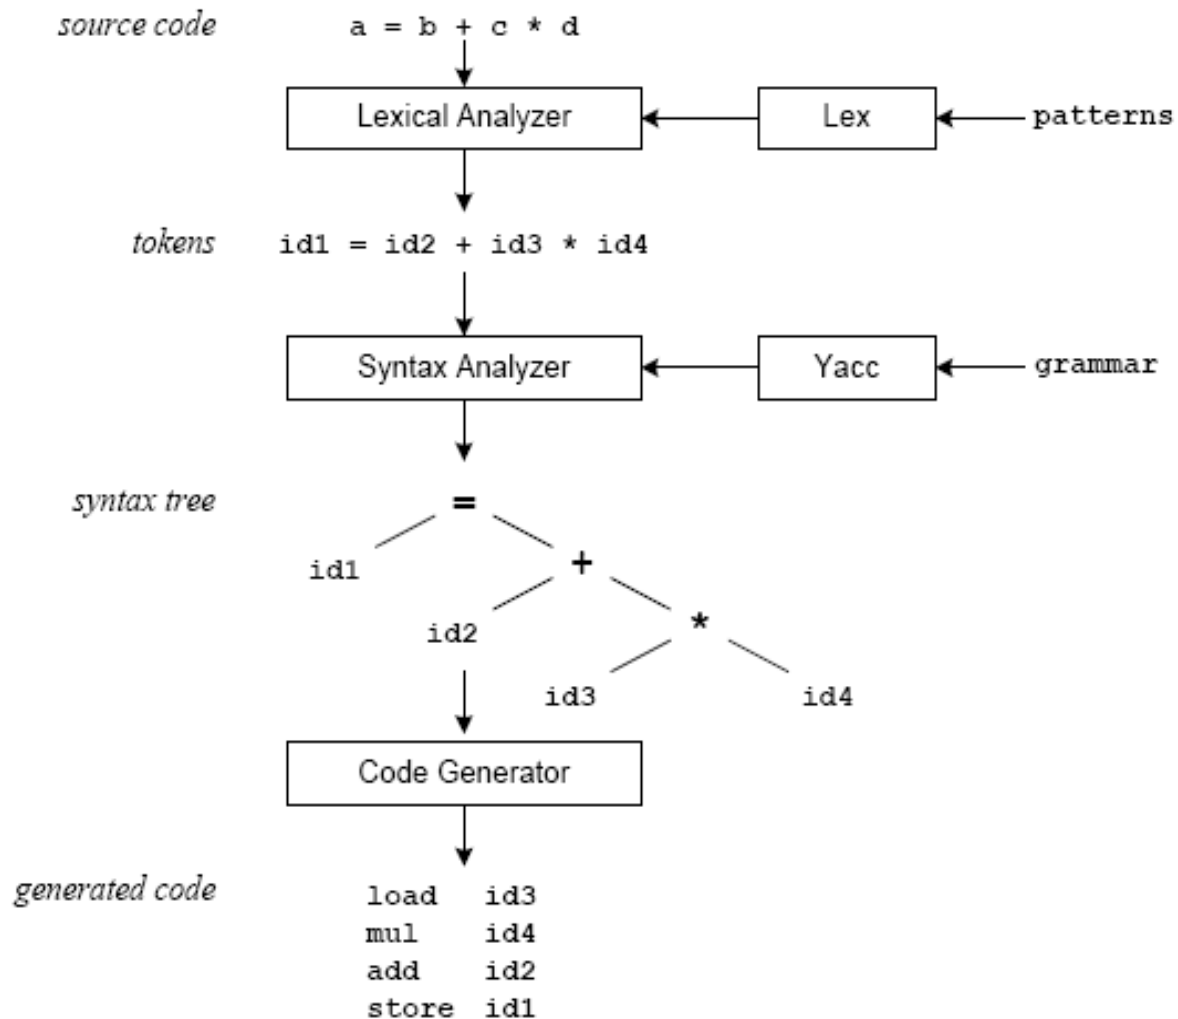 source code a = b + c * d
Lexical Analyzer Lex patterns
tokens id1 = id2 + id3 * id4
Syntax Analyzer Yacc grammar
syntax tree =
id1 +
id2 *
id3 id4
Code Generator
generated code load id3
mul id4
add id2
store id1